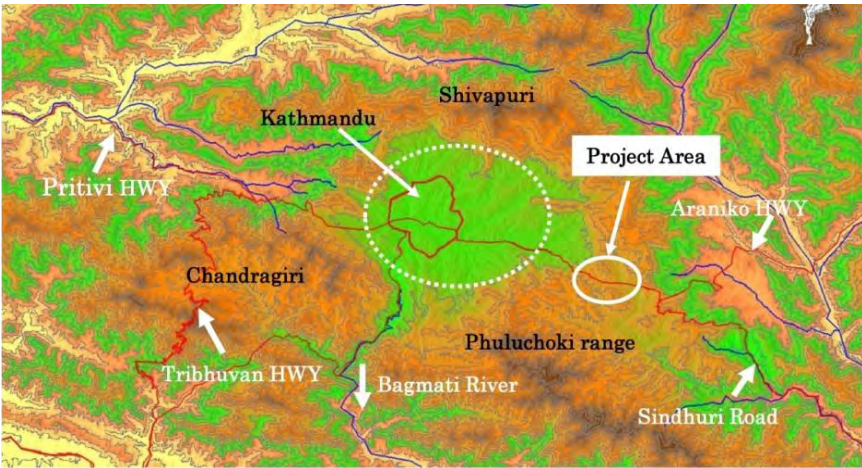 Shivapuri
Kathmandu
Project Area
Pritivi HWY
Araniko HWY
Chandragiri
Phuluchoki range
Tribhuvan HWY
Bagmati River
Sindhuri Road